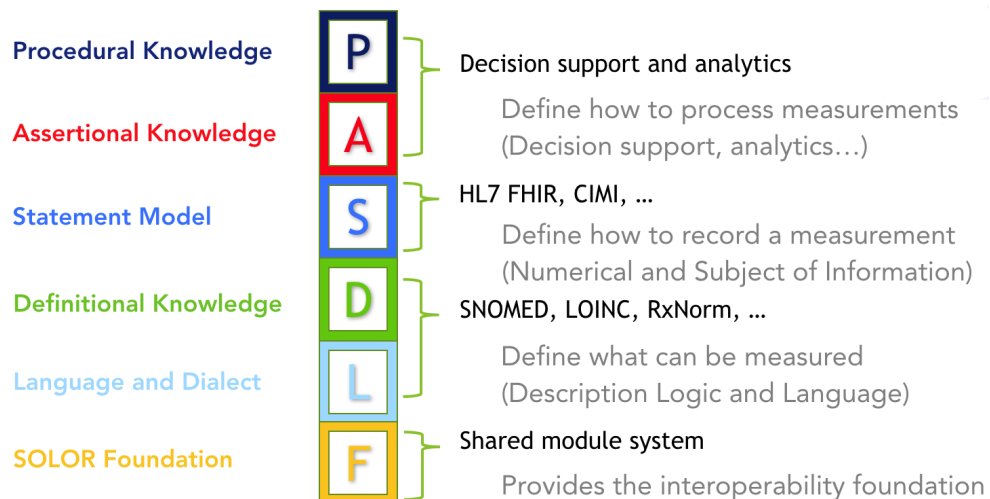 Procedural Knowledge
P
Decision support and analytics
Define how to process measurements
(Decision support, analytics…)
Assertional Knowledge
A
Statement Model
S
HL7 FHIR, CIMI, …
Define how to record a measurement
(Numerical and Subject of Information)
Definitional Knowledge
D
SNOMED, LOINC, RxNorm, …
Define what can be measured
(Description Logic and Language)
Language and Dialect
L
SOLOR Foundation
F
Shared module system
Provides the interoperability foundation